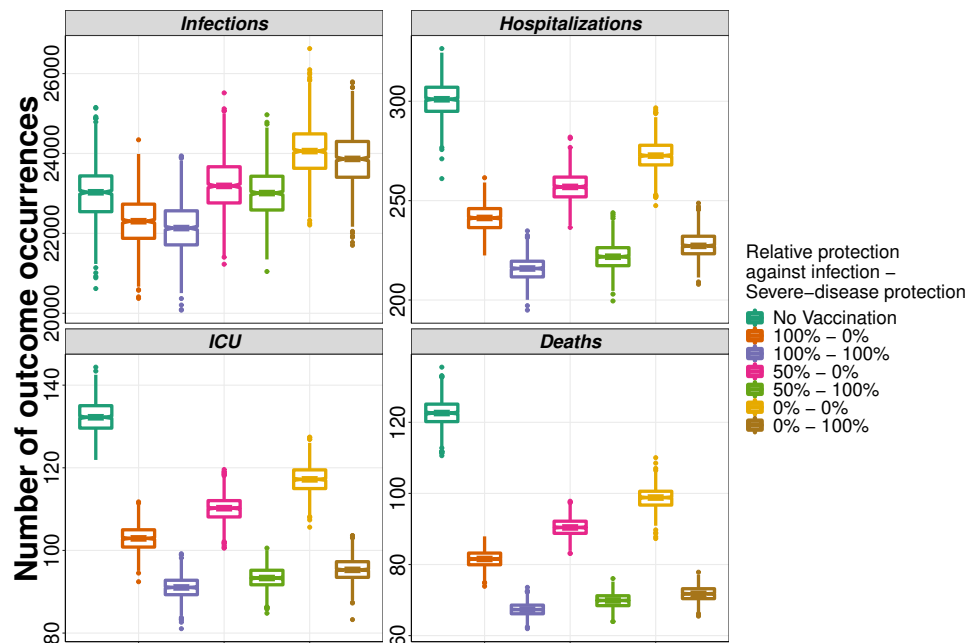 Infections
Hospitalizations
Number of outcome occurrences
26000
24000
22000
20000
300
250
200
ICU
Deaths
140
120
100
80
120
100
80
60
Relative protection
against infection −
Severe−disease protection
No Vaccination
100% − 0%
100% − 100%
50% − 0%
50% − 100%
0% − 0%
0% − 100%